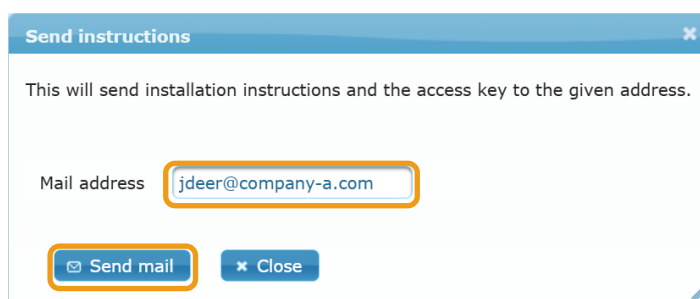 Send instructions
This will send installation instructions and the access key to the given address.
Mail address jdeer@company-a.com
Send mail Close